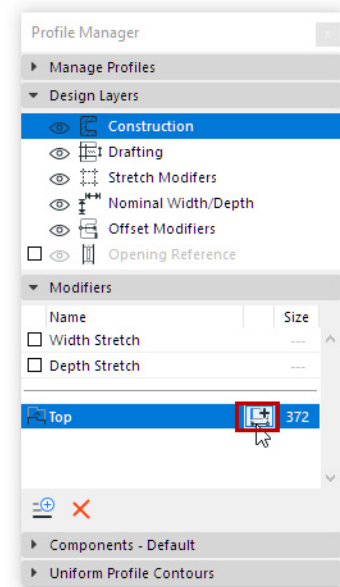 Profile Manager
Manage Profiles
Design Layers
Construction
Drafting
Stretch Modifers
Nominal Width/Depth
Offset Modifiers
Opening Reference
Modifiers
Name Size
Width Stretch ---
Depth Stretch ---
Top 372
Components - Default
Uniform Profile Contours